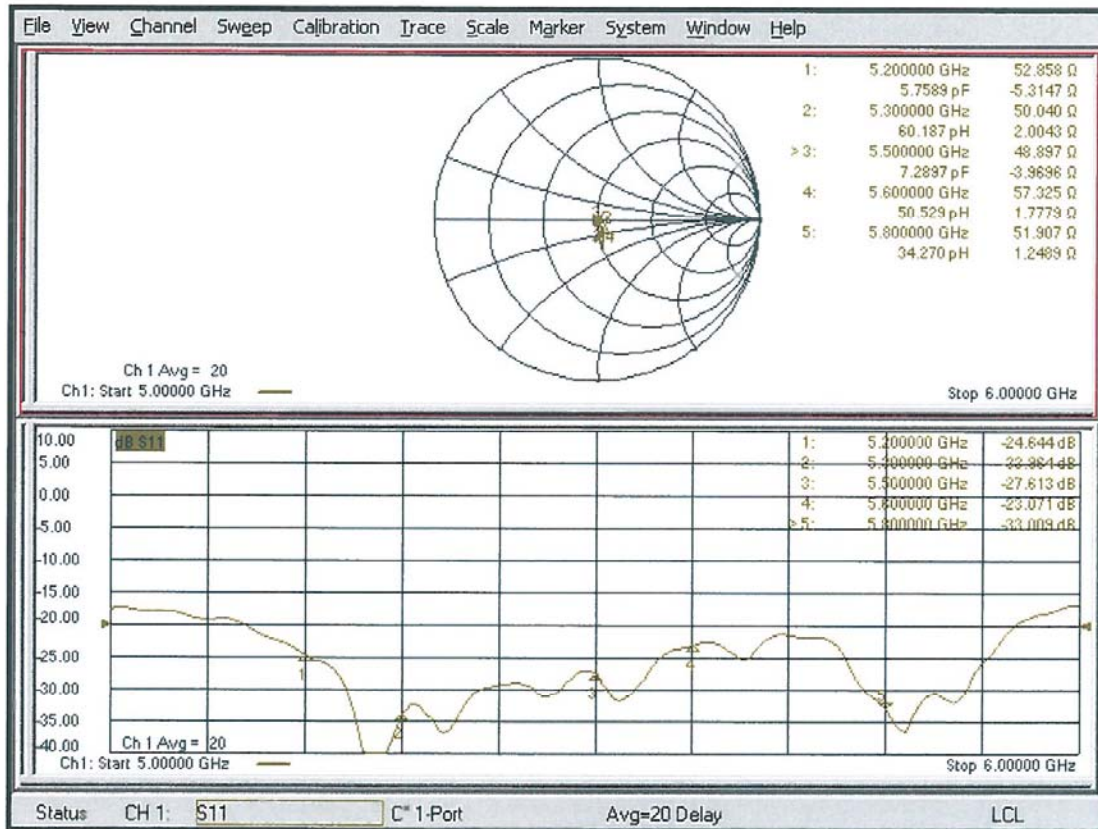 File View Channel Sweep Calibration Trace Scale Marker System Window Help
1: 5.200000 GHz 52.858 Ω
5.7589 pF -5.3147 Ω
2: 5.300000 GHz 50.040 Ω
60.187 pH 2.0043 Ω
> 3: 5.500000 GHz 48.897 Ω
7.2897 pF -3.9696 Ω
4: 5.600000 GHz 57.325 Ω
50.529 pH 1.7779 Ω
5: 5.800000 GHz 51.907 Ω
34.270 pH 1.2489 Ω
1
2
4
Ch 1 Avg = 20
Ch1: Start 5.00000 GHz
Stop 6.00000 GHz
dB S11
10.00
5.00
0.00
-5.00
-10.00
-15.00
-20.00
-25.00
-30.00
-35.00
-40.00
1: 5.200000 GHz -24.644 dB
2: 5.300000 GHz -33.964 dB
3: 5.500000 GHz -27.613 dB
4: 5.600000 GHz -23.071 dB
> 5: 5.800000 GHz -33.009 dB
1
2
3
4
Ch 1 Avg = 20
Ch1: Start 5.00000 GHz
Stop 6.00000 GHz
Status CH 1: S11 C* 1-Port Avg=20 Delay LCL